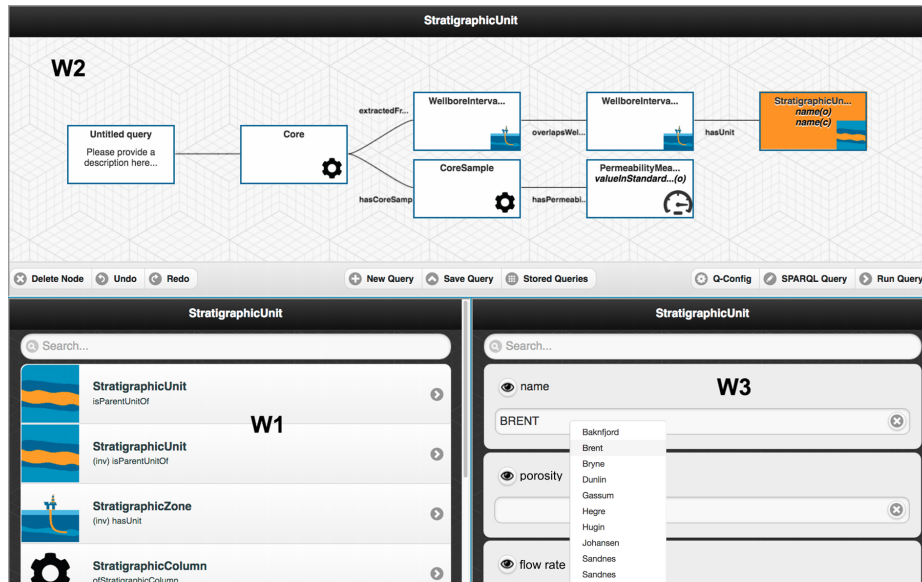 StratigraphicUnit
W2
Untitled query
Please provide a
description here...
Core
extractedFr...
hasCoreSamp
WellboreInterva...
overlapsWel...
WellboreInterva...
hasUnit
StratigraphicUn...
name(o)
name(c)
CoreSample
hasPermeabi...
PermeabilityMea...
valueInStandard...(o)
Delete Node Undo Redo New Query Save Query Stored Queries Q-Config SPARQL Query Run Query
StratigraphicUnit
Search...
StratigraphicUnit
isParentUnitOf
W1
StratigraphicUnit
(inv) isParentUnitOf
StratigraphicZone
(inv) hasUnit
StratigraphicColumn
ofStratigraphicColumn
StratigraphicUnit
Search...
name
W3
BRENT
Baknfjord
Brent
Bryne
Dunlin
Gassum
Hegre
Hugin
Johansen
Sandnes
Sandnes
porosity
flow rate